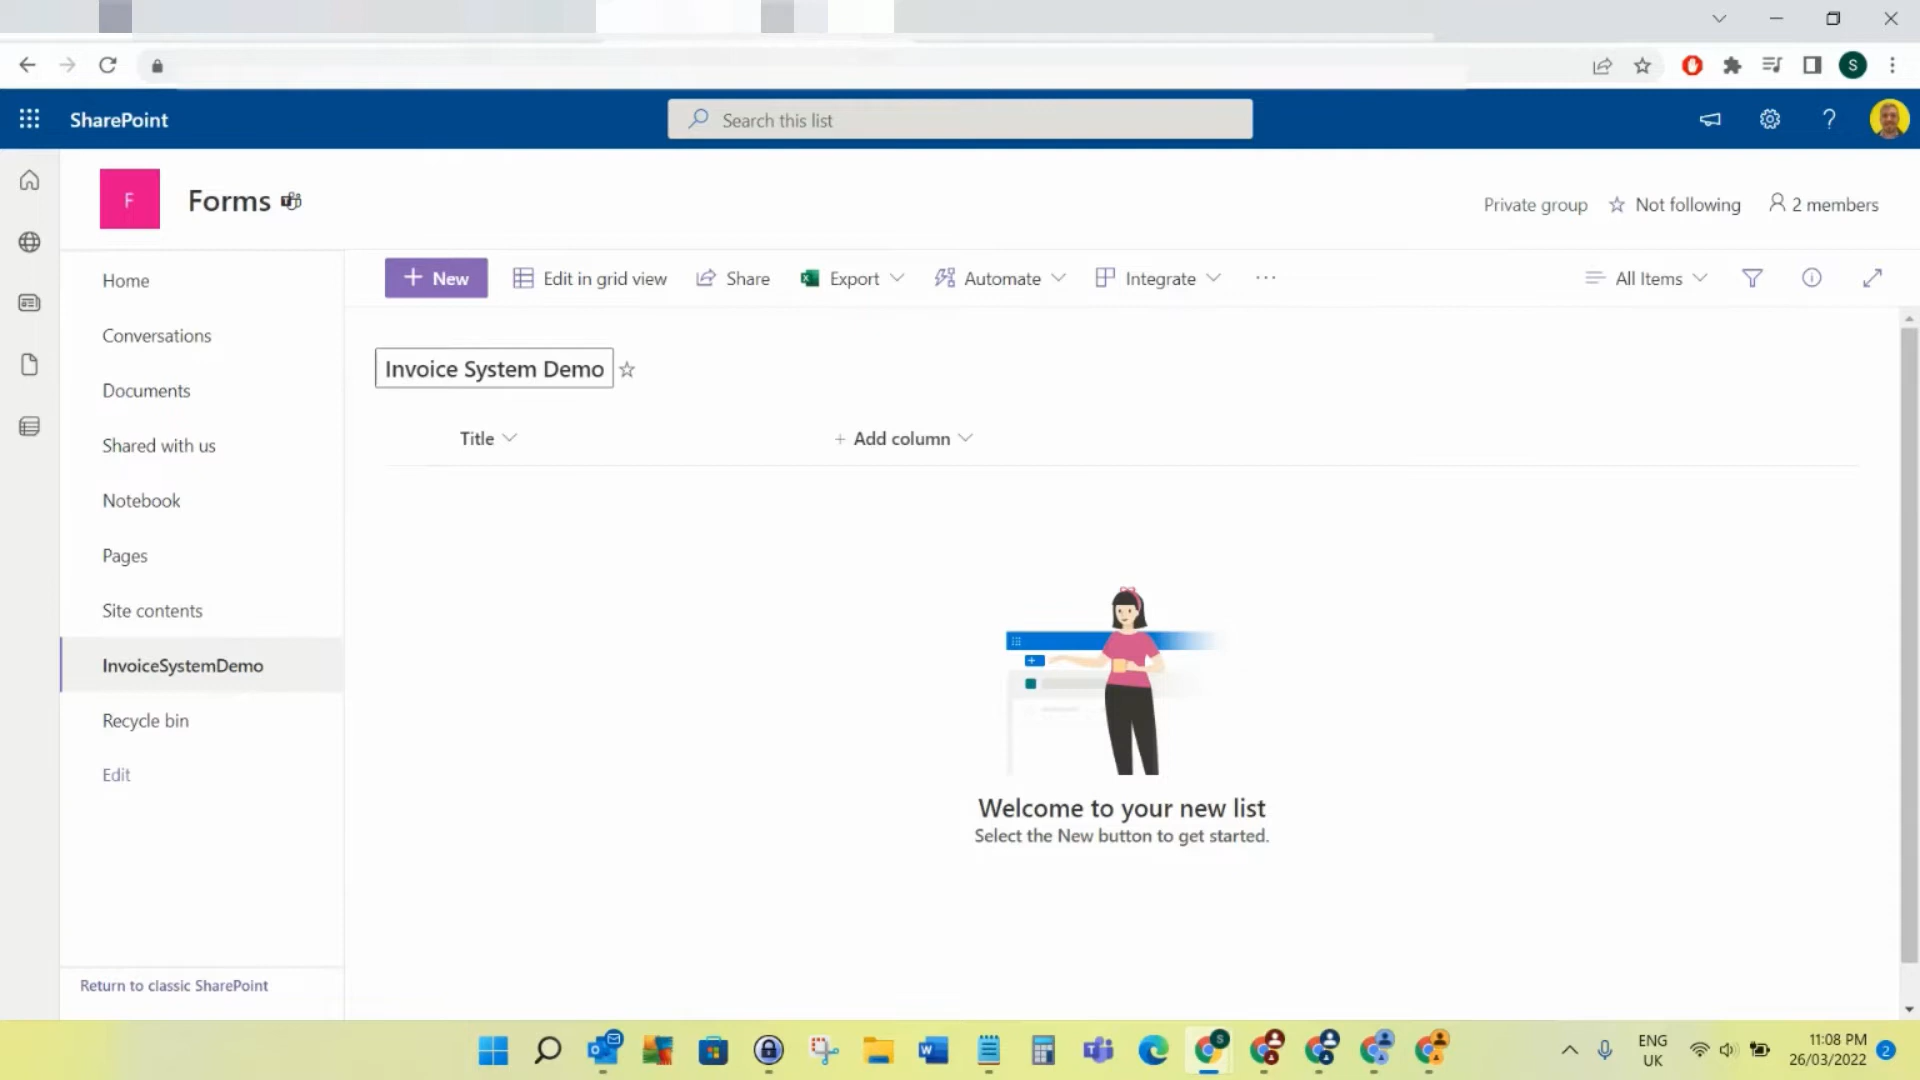 S
SharePoint
Search this list
?
F
Forms
Private group
Not following
2 members
Home
Conversations
Documents
Shared with us
Notebook
Pages
Site contents
InvoiceSystemDemo
Recycle bin
Edit
Return to classic SharePoint
+ New
Edit in grid view
Share
Export
Automate
Integrate
...
All Items
Invoice System Demo
Title
+ Add column
Welcome to your new list
Select the New button to get started.
ENG
UK
11:08 PM
26/03/2022
2